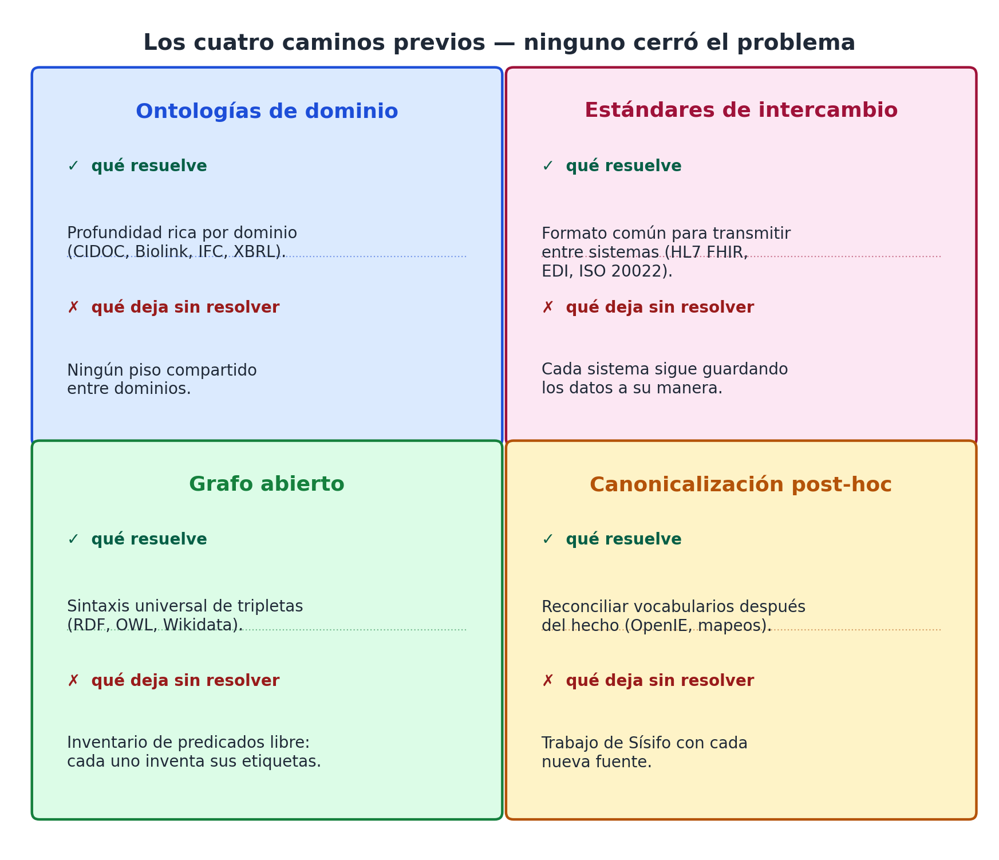 Los cuatro caminos previos — ninguno cerró el problema
Ontologías de dominio
✓ qué resuelve
Profundidad rica por dominio
(CIDOC, Biolink, IFC, XBRL).
✗ qué deja sin resolver
Ningún piso compartido
entre dominios.
Estándares de intercambio
✓ qué resuelve
Formato común para transmitir
entre sistemas (HL7 FHIR,
EDI, ISO 20022).
✗ qué deja sin resolver
Cada sistema sigue guardando
los datos a su manera.
Grafo abierto
✓ qué resuelve
Sintaxis universal de tripletas
(RDF, OWL, Wikidata).
✗ qué deja sin resolver
Inventario de predicados libre:
cada uno inventa sus etiquetas.
Canonicalización post-hoc
✓ qué resuelve
Reconciliar vocabularios después
del hecho (OpenIE, mapeos).
✗ qué deja sin resolver
Trabajo de Sísifo con cada
nueva fuente.